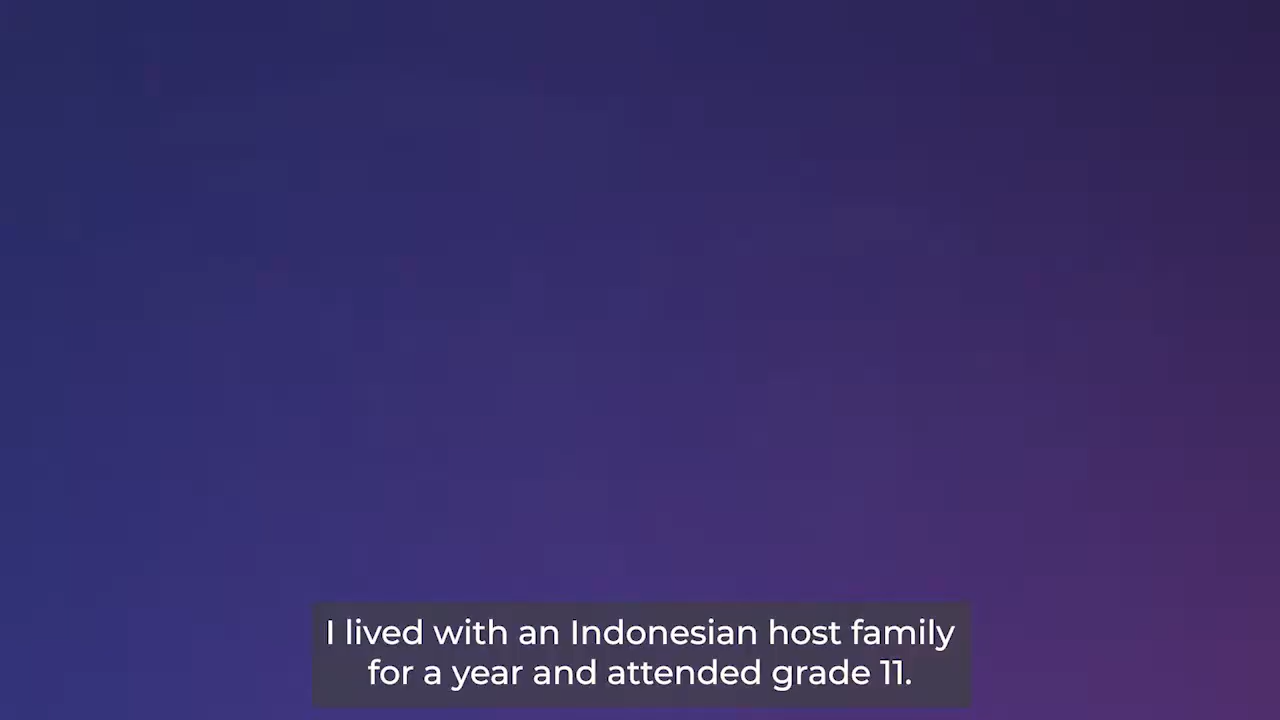 I lived with an Indonesian host family
for a year and attended grade 11.